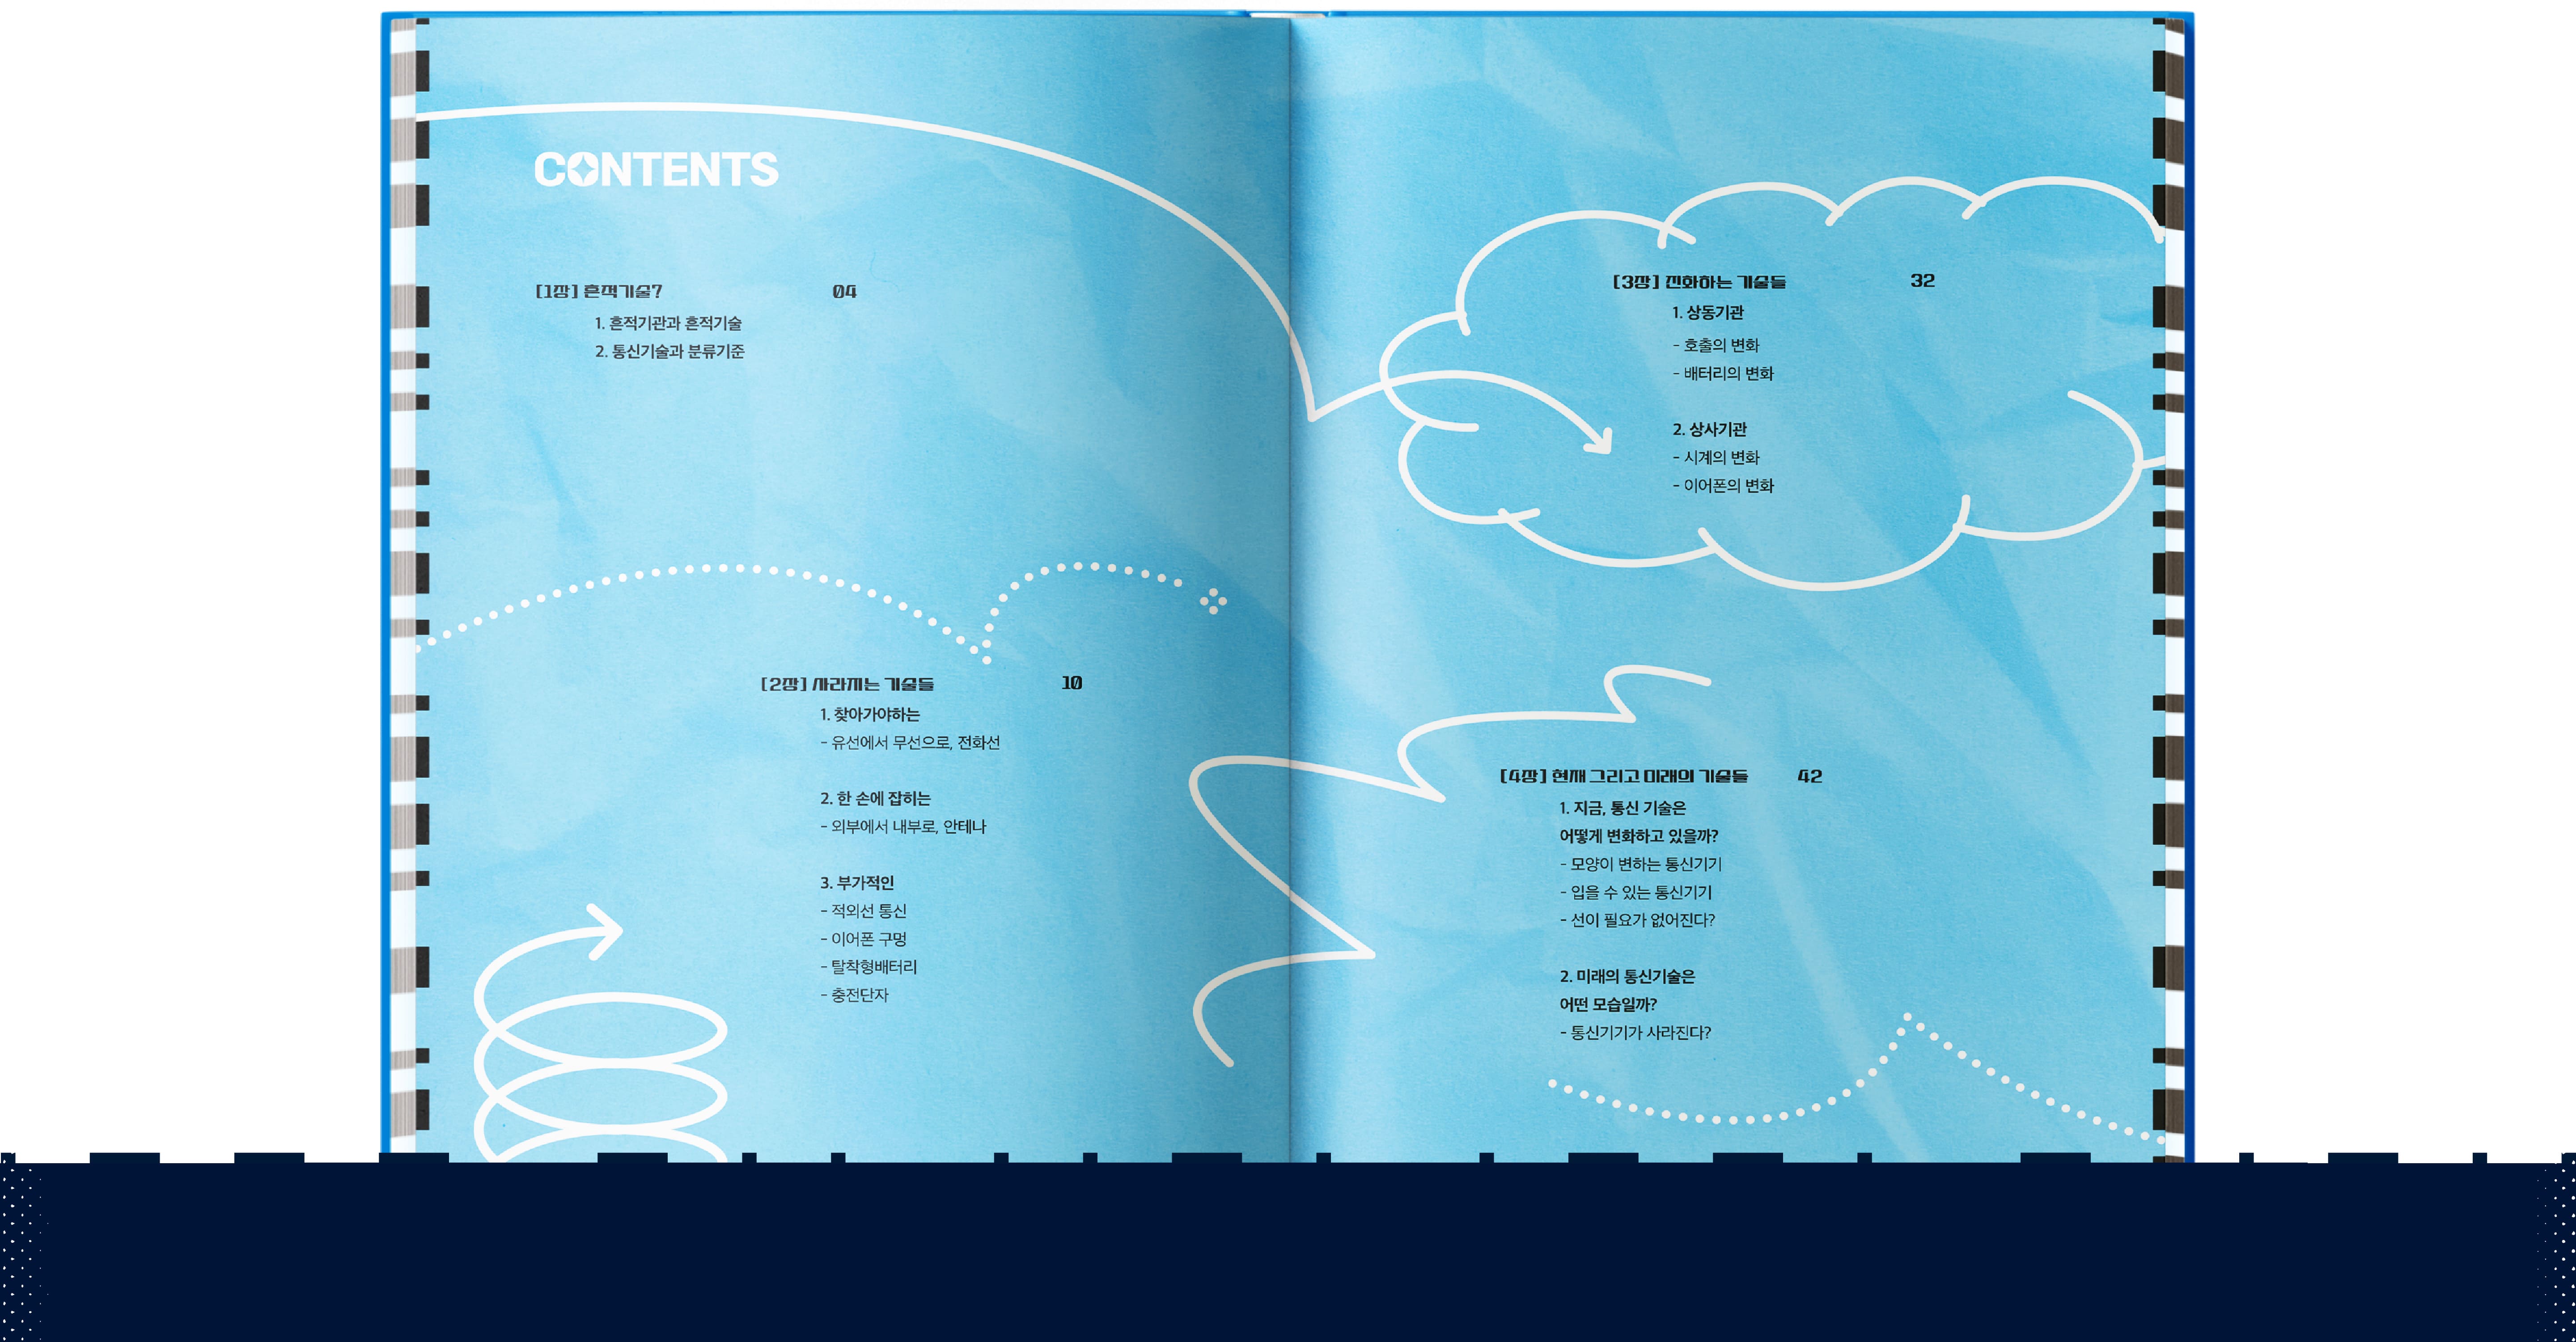 CONTENTS
[1장] 흔적기술? 04
1. 흔적기관과 흔적기술
2. 통신기술과 분류기준
[2장] 사라지는 기술들 10
1. 찾아가야하는
- 유선에서 무선으로, 전화선
2. 한 손에 잡히는
- 외부에서 내부로, 안테나
3. 부가적인
- 적외선 통신
- 이어폰 구멍
- 탈착형배터리
- 충전단자
[3장] 진화하는 기술들 32
1. 상동기관
- 호출의 변화
- 배터리의 변화
2. 상사기관
- 시계의 변화
- 이어폰의 변화
[4장] 현재 그리고 미래의 기술들 42
1. 지금, 통신 기술은
어떻게 변화하고 있을까?
- 모양이 변하는 통신기기
- 입을 수 있는 통신기기
- 선이 필요가 없어진다?
2. 미래의 통신기술은
어떤 모습일까?
- 통신기기가 사라진다?